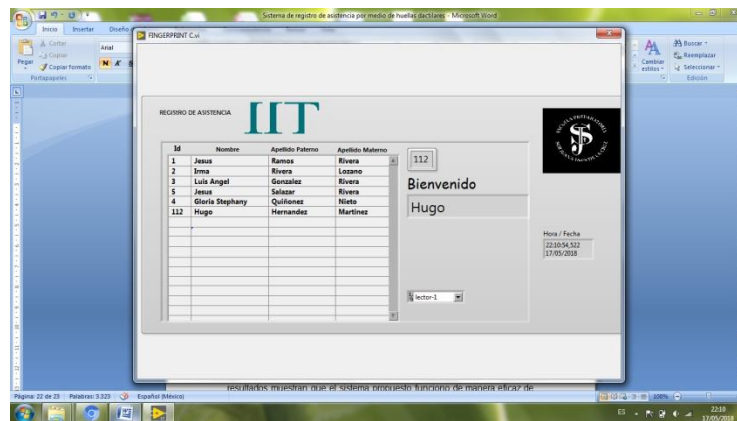 Sistema de registro de asistencia por medio de huellas dactilares - Microsoft Word
Inicio Insertar Diseño
Pegar
Cortar
Copiar
Copiar formato
Portapapeles
Arial
N K S
Cambiar estilos
Buscar
Reemplazar
Seleccionar
Edición
FINGERPRINT C.vi
REGISTRO DE ASISTENCIA
IIT
Id Nombre Apellido Paterno Apellido Materno
1 Jesus Ramos Rivera
2 Irma Rivera Lozano
3 Luis Angel Gonzalez Rivera
5 Jesus Salazar Rivera
4 Gloria Stephany Quiñonez Nieto
112 Hugo Hernandez Martinez
112
Bienvenido
Hugo
ESCUELA PREPARATORIA
Hora / Fecha
22:10:54,522
17/05/2018
lector-1
resultados muestran que el sistema propuesto funciono de manera eficaz de
Página: 22 de 23 Palabras: 3.323 Español (México) 100%
ES 22:10
17/05/2018